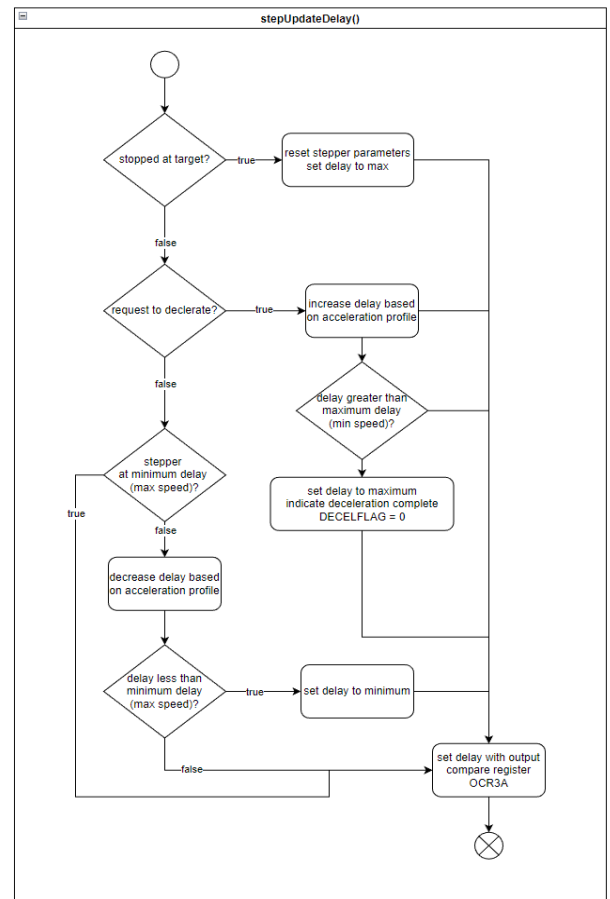 stepUpdateDelay()
stopped at target?
true
reset stepper parameters
set delay to max
false
request to declerate?
true
increase delay based
on acceleration profile
false
delay greater than
maximum delay
(min speed)?
stepper
at minimum delay
(max speed)?
true
set delay to maximum
indicate deceleration complete
DECELFLAG = 0
false
decrease delay based
on acceleration profile
delay less than
minimum delay
(max speed)?
true
set delay to minimum
false
set delay with output
compare register
OCR3A